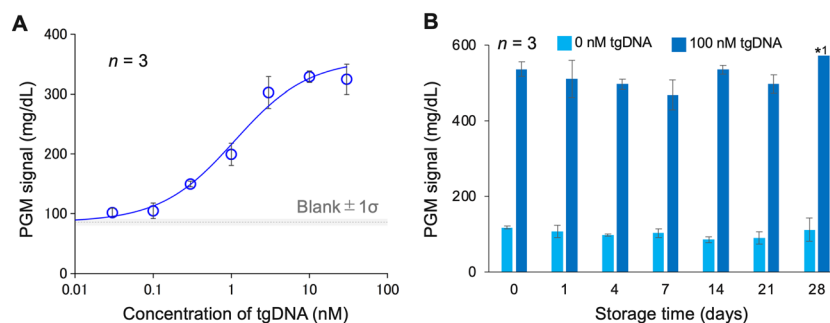 A
PGM signal (mg/dL)
400
300
200
100
0
n = 3
Blank ± 1σ
0.01 0.1 1 10 100
Concentration of tgDNA (nM)
B
PGM signal (mg/dL)
600
400
200
0
n = 3
0 nM tgDNA 100 nM tgDNA
*1
0 1 4 7 14 21 28
Storage time (days)